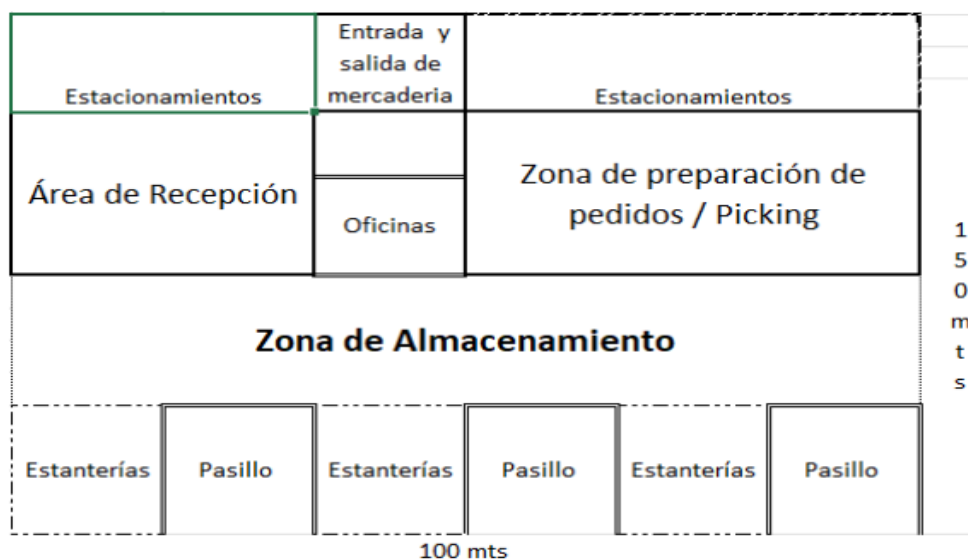 Estacionamientos
Entrada y
salida de
mercaderia
Estacionamientos
Área de Recepción
Oficinas
Zona de preparación de
pedidos / Picking
1
5
0
m
t
s
Zona de Almacenamiento
Estanterías
Pasillo
Estanterías
Pasillo
Estanterías
Pasillo
100 mts